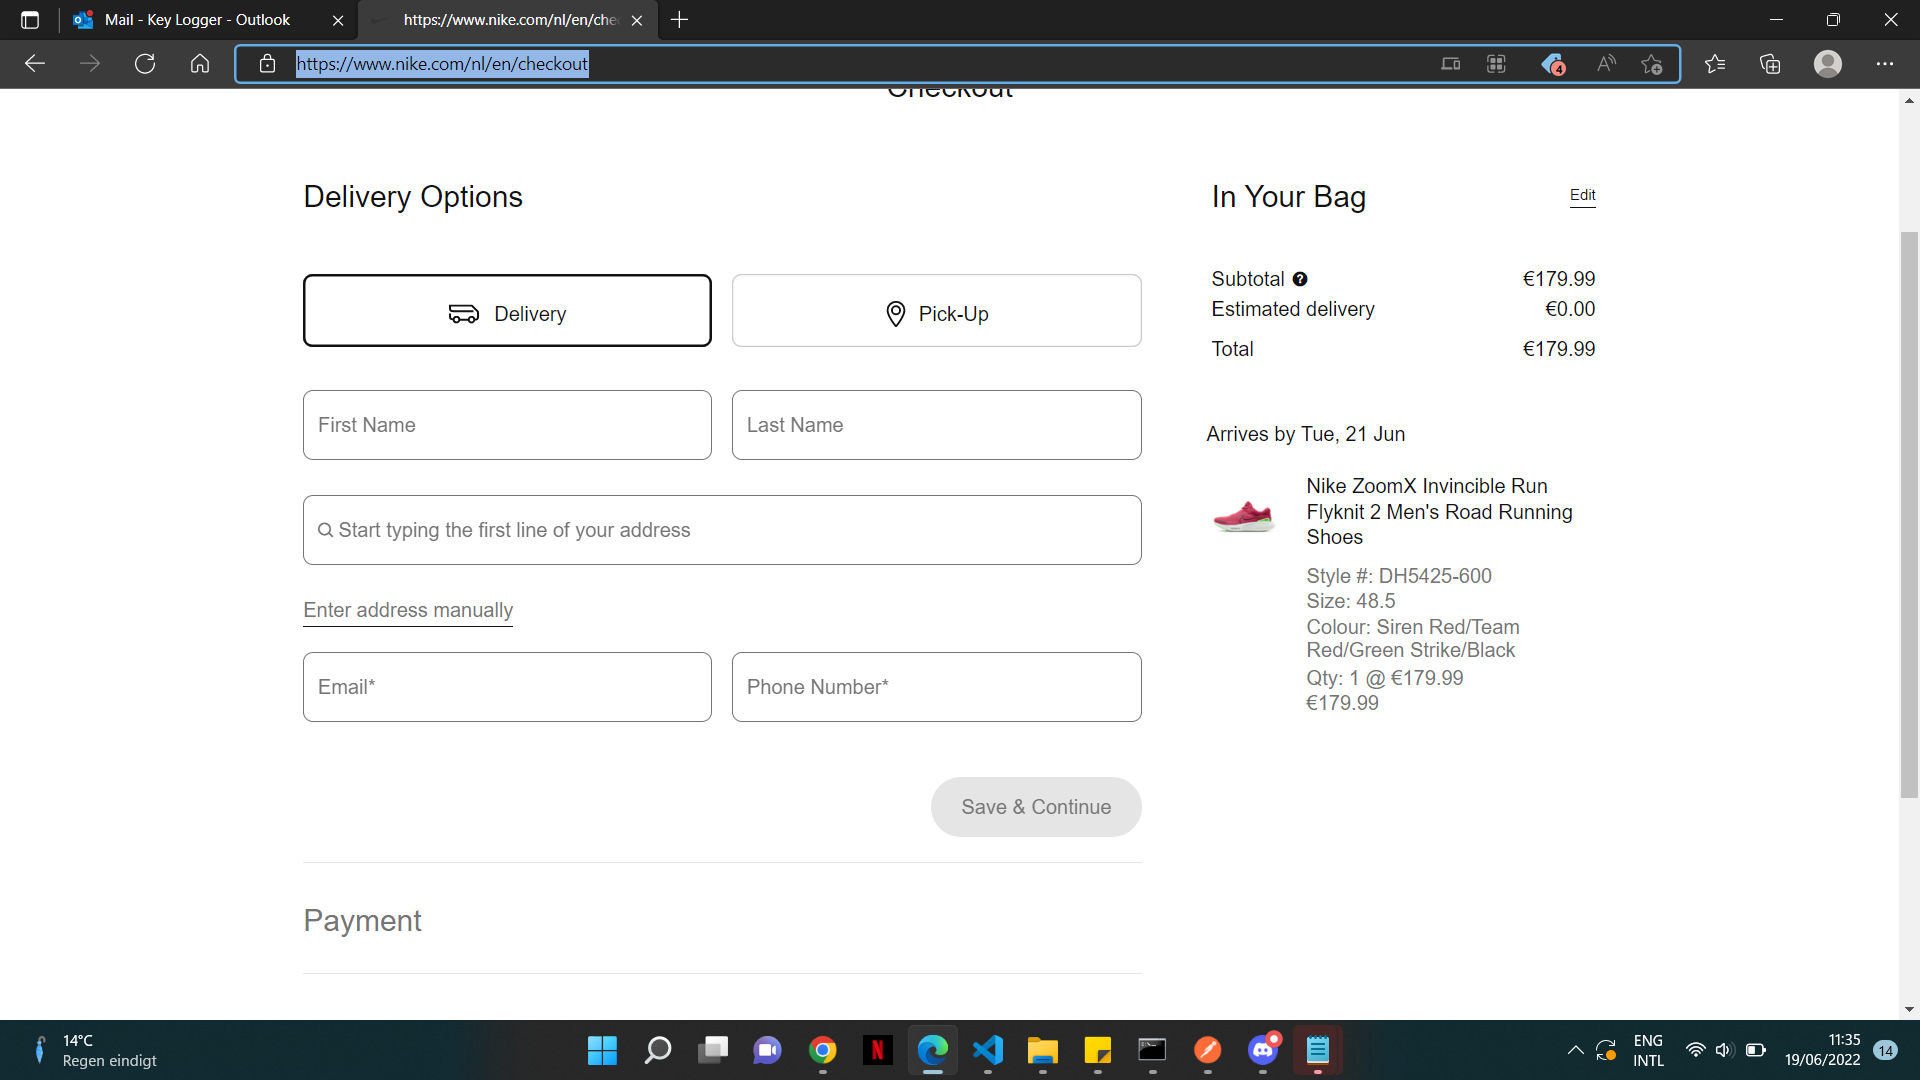 Mail - Key Logger - Outlook
https://www.nike.com/nl/en/che
https://www.nike.com/nl/en/checkout
4
Checkout
Delivery Options
In Your Bag
Edit
Delivery
Pick-Up
Subtotal ?
€179.99
Estimated delivery
€0.00
Total
€179.99
First Name
Last Name
Arrives by Tue, 21 Jun
Start typing the first line of your address
Nike ZoomX Invincible Run
Flyknit 2 Men's Road Running
Shoes
Style #: DH5425-600
Size: 48.5
Colour: Siren Red/Team
Red/Green Strike/Black
Qty: 1 @ €179.99
€179.99
Enter address manually
Email*
Phone Number*
Save & Continue
Payment
14°C
Regen eindigt
N
ENG
INTL
11:35
19/06/2022
14